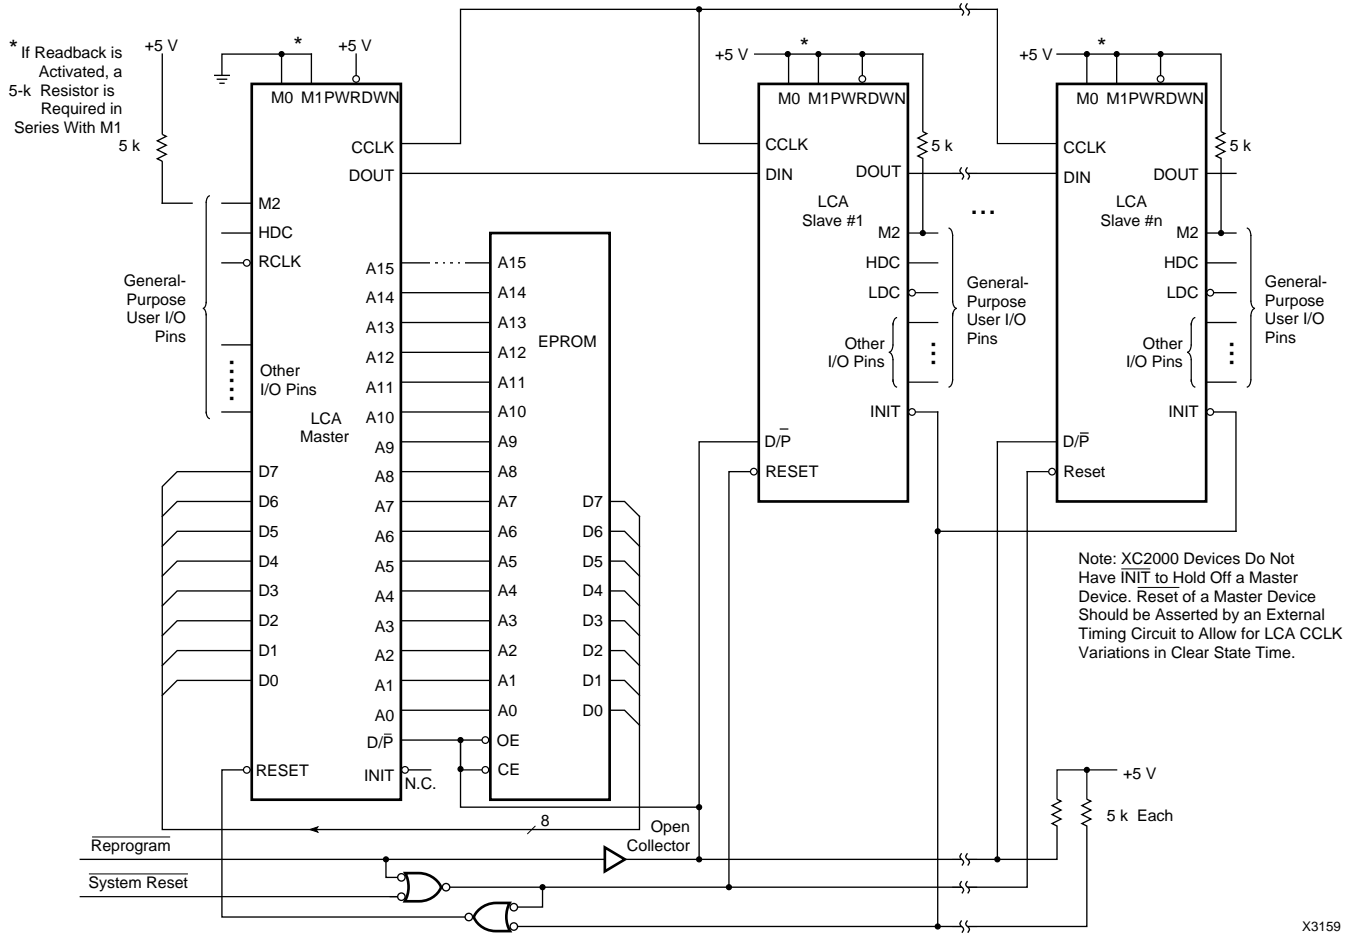 * If Readback is
Activated, a
5-k Resistor is
Required in
Series With M1
+5 V
5 k
*
+5 V
M0
M1
PWRDWN
CCLK
DOUT
M2
HDC
RCLK
General-
Purpose
User I/O
Pins
Other
I/O Pins
LCA
Master
A15
A14
A13
A12
A11
A10
A9
A8
A7
A6
A5
A4
A3
A2
A1
A0
D/P
INIT
N.C.
D7
D6
D5
D4
D3
D2
D1
D0
RESET
EPROM
A15
A14
A13
A12
A11
A10
A9
A8
A7
A6
A5
A4
A3
A2
A1
A0
OE
CE
D7
D6
D5
D4
D3
D2
D1
D0
8
+5 V
*
M0
M1
PWRDWN
5 k
CCLK
DIN
DOUT
LCA
Slave #1
M2
HDC
LDC
Other
I/O Pins
General-
Purpose
User I/O
Pins
INIT
D/P
RESET
...
+5 V
*
M0
M1
PWRDWN
5 k
CCLK
DIN
DOUT
LCA
Slave #n
M2
HDC
LDC
Other
I/O Pins
General-
Purpose
User I/O
Pins
INIT
D/P
Reset
Note: XC2000 Devices Do Not
Have INIT to Hold Off a Master
Device. Reset of a Master Device
Should be Asserted by an External
Timing Circuit to Allow for LCA CCLK
Variations in Clear State Time.
+5 V
5 k Each
Reprogram
Open
Collector
System Reset
X3159